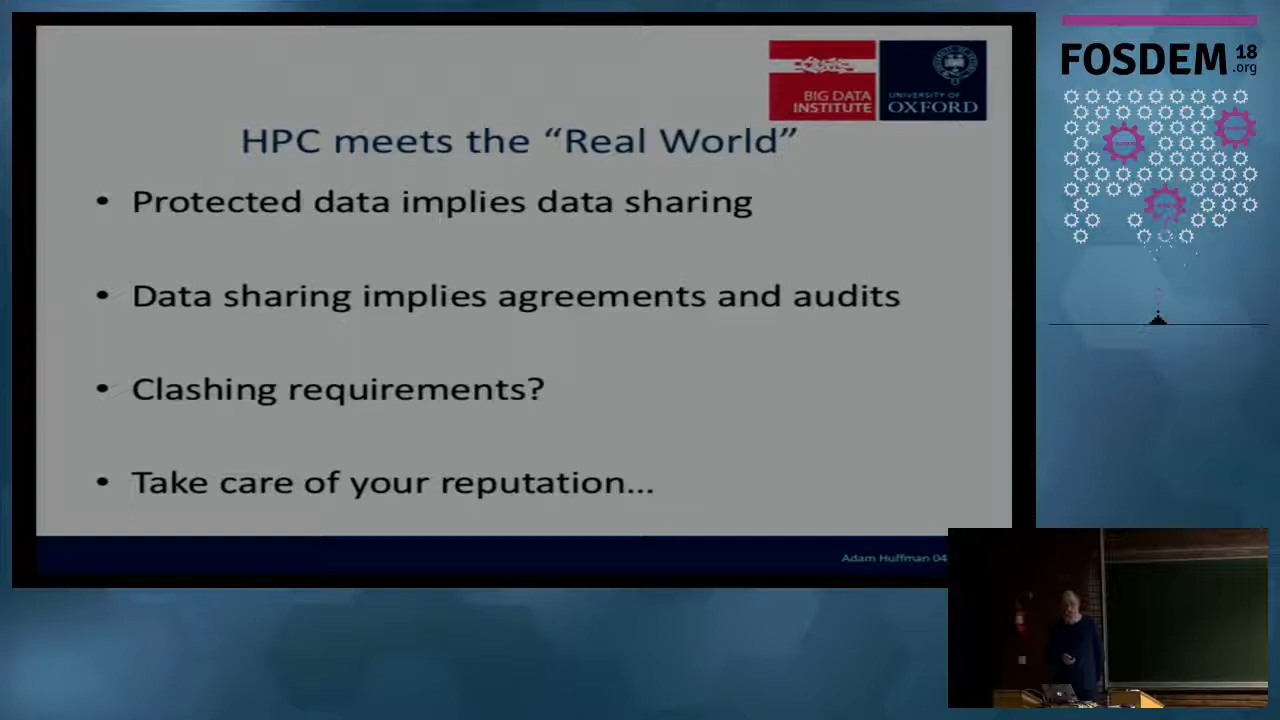 FOSDEM 18
.org
BIG DATA
INSTITUTE
UNIVERSITY OF
OXFORD
HPC meets the “Real World”
• Protected data implies data sharing
• Data sharing implies agreements and audits
• Clashing requirements?
• Take care of your reputation...
Adam Huffman 04